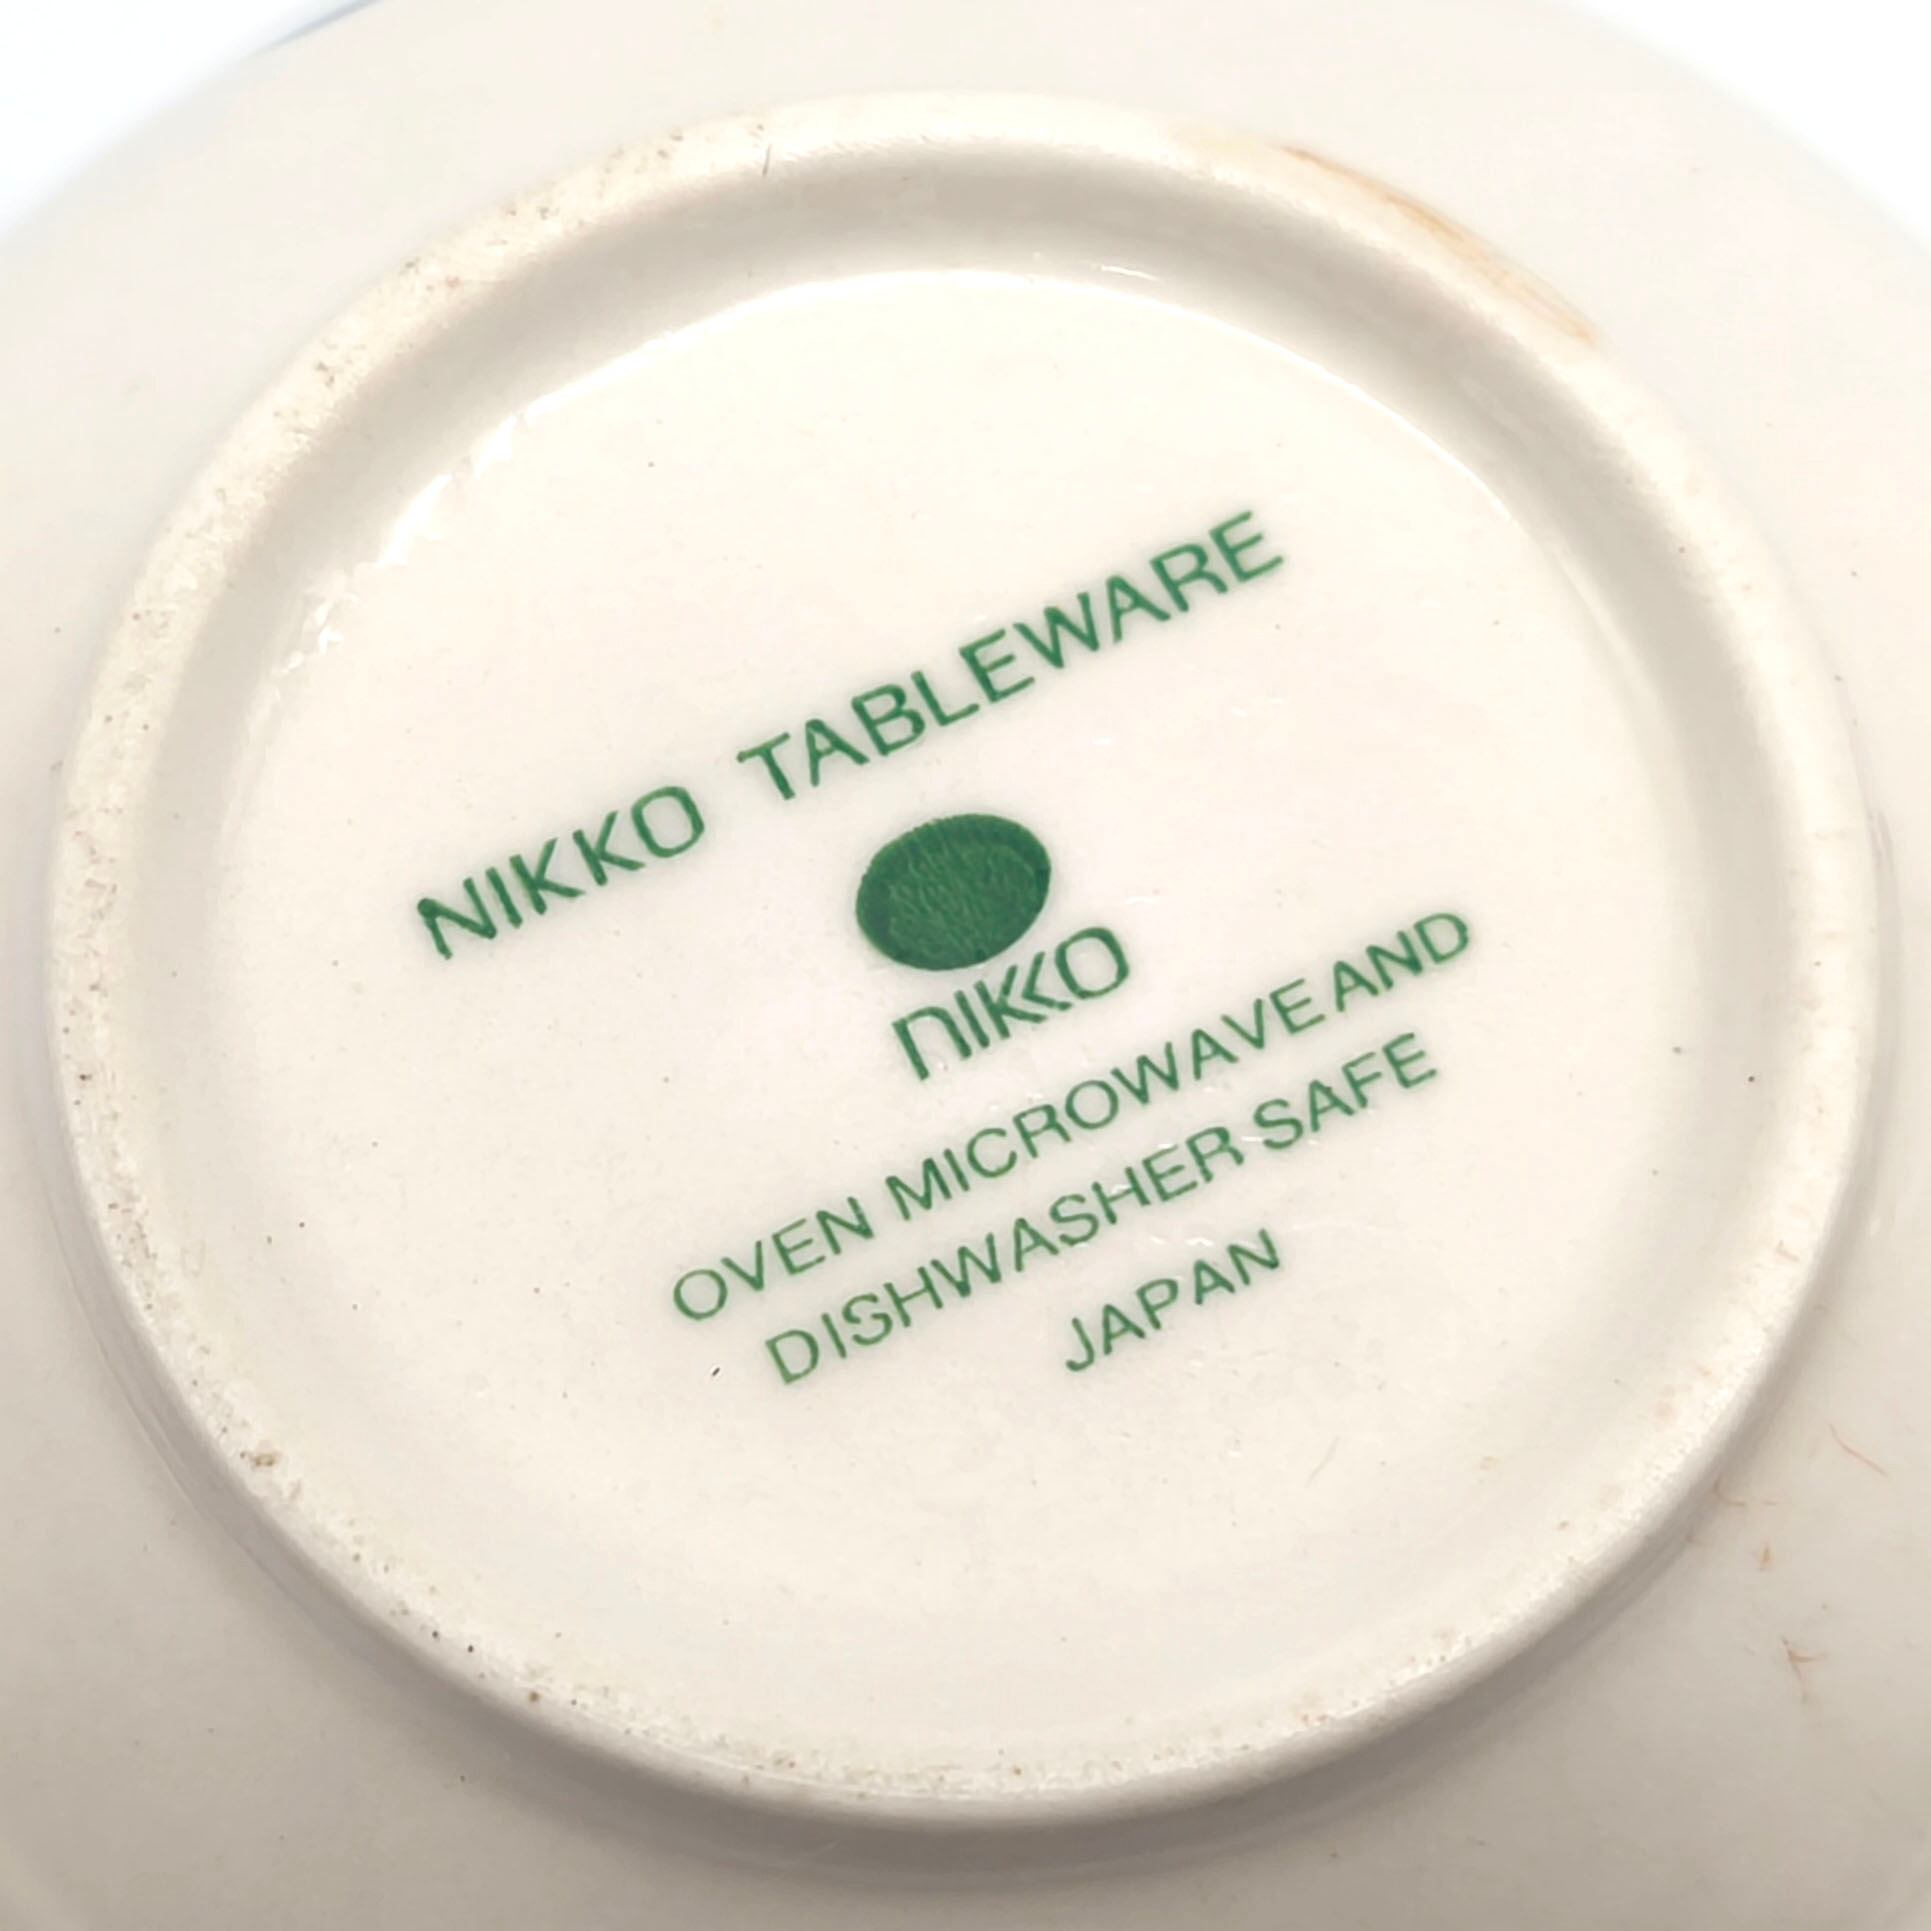 NIKKO TABLEWARE
NIKKO
OVEN MICROWAVE AND
DISHWASHER SAFE
JAPAN